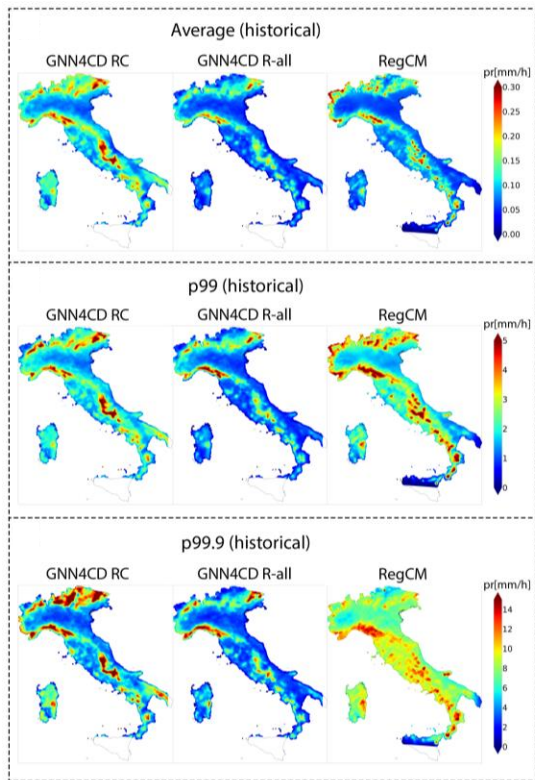 Average (historical)
GNN4CD RC GNN4CD R-all RegCM
pr[mm/h]
0.30
0.25
0.20
0.15
0.10
0.05
0.00
p99 (historical)
GNN4CD RC GNN4CD R-all RegCM
pr[mm/h]
5
4
3
2
1
0
p99.9 (historical)
GNN4CD RC GNN4CD R-all RegCM
pr[mm/h]
14
12
10
8
6
4
2
0